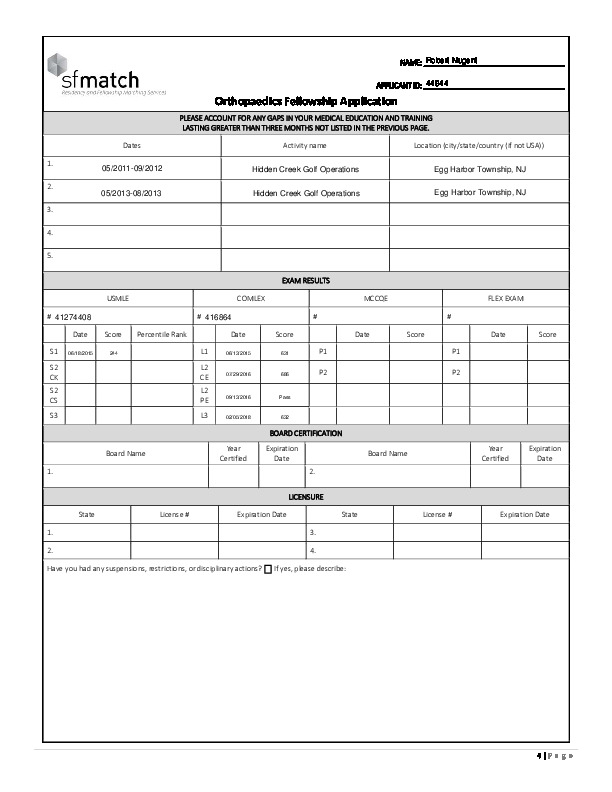 NAME: Robert Nugent
sfmatch
Residency and Fellowship Matching Services
APPLICANT ID: 44644
Orthopaedics Fellowship Application
PLEASE ACCOUNT FOR ANY GAPS IN YOUR MEDICAL EDUCATION AND TRAINING
LASTING GREATER THAN THREE MONTHS NOT LISTED IN THE PREVIOUS PAGE.
Dates Activity name Location (city/state/country (if not USA))
1. 05/2011-09/2012 Hidden Creek Golf Operations Egg Harbor Township, NJ
2. 05/2013-08/2013 Hidden Creek Golf Operations Egg Harbor Township, NJ
3.
4.
5.
EXAM RESULTS
USMLE COMLEX MCCQE FLEX EXAM
# 41274408 # 416864 # #
Date Score Percentile Rank Date Score Date Score Date Score
S1 06/18/2015 244 L1 06/13/2015 631 P1 P1
S2 CK L2 CE 07/29/2016 686 P2 P2
S2 CS L2 PE 09/13/2016 Pass
S3 L3 02/05/2018 632
BOARD CERTIFICATION
Board Name Year Certified Expiration Date Board Name Year Certified Expiration Date
1. 2.
LICENSURE
State License # Expiration Date State License # Expiration Date
1. 3.
2. 4.
Have you had any suspensions, restrictions, or disciplinary actions? If yes, please describe:
4 | Page